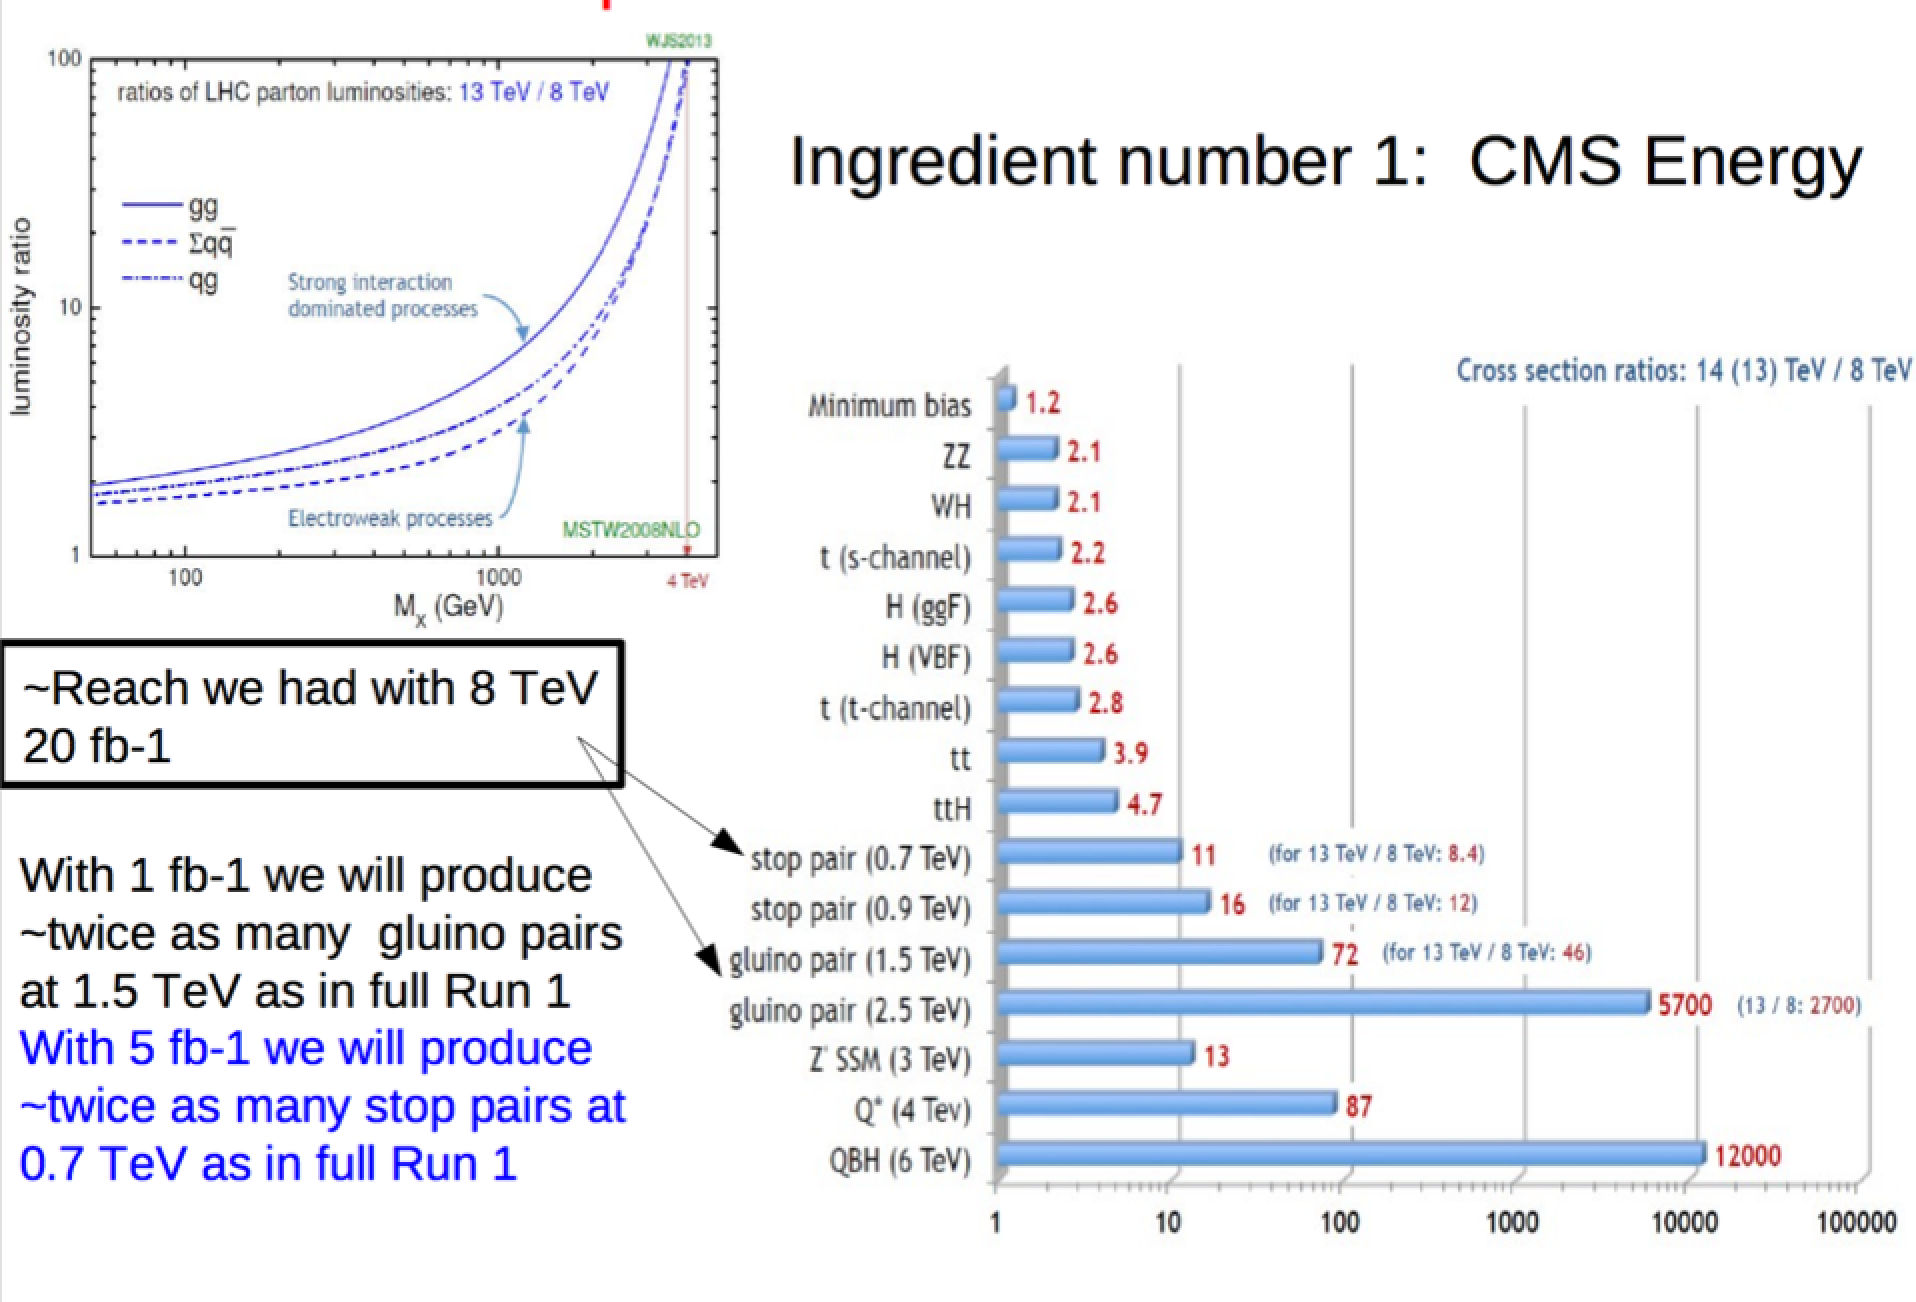 WJS2013
100
ratios of LHC parton luminosities: 13 TeV / 8 TeV
gg
Σqq̅
qg
Strong interaction
dominated processes
10
luminosity ratio
Electroweak processes
MSTW2008NLO
1
100
1000
4 TeV
Mx (GeV)
Ingredient number 1: CMS Energy
~Reach we had with 8 TeV
20 fb-1
With 1 fb-1 we will produce
~twice as many gluino pairs
at 1.5 TeV as in full Run 1
With 5 fb-1 we will produce
~twice as many stop pairs at
0.7 TeV as in full Run 1
Cross section ratios: 14 (13) TeV / 8 TeV
Minimum bias 1.2
ZZ 2.1
WH 2.1
t (s-channel) 2.2
H (ggF) 2.6
H (VBF) 2.6
t (t-channel) 2.8
tt 3.9
ttH 4.7
stop pair (0.7 TeV) 11 (for 13 TeV / 8 TeV: 8.4)
stop pair (0.9 TeV) 16 (for 13 TeV / 8 TeV: 12)
gluino pair (1.5 TeV) 72 (for 13 TeV / 8 TeV: 46)
gluino pair (2.5 TeV) 5700 (13 / 8: 2700)
Z' SSM (3 TeV) 13
Q* (4 Tev) 87
QBH (6 TeV) 12000
1 10 100 1000 10000 100000